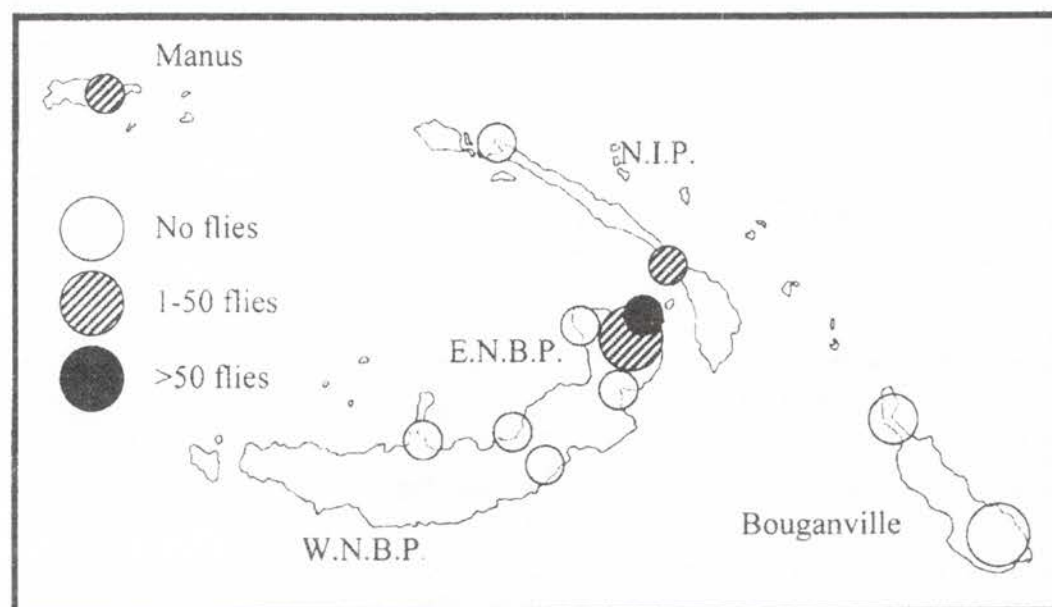 Manus
N.I.P.
No flies
1-50 flies
E.N.B.P.
>50 flies
Bouganville
W.N.B.P.